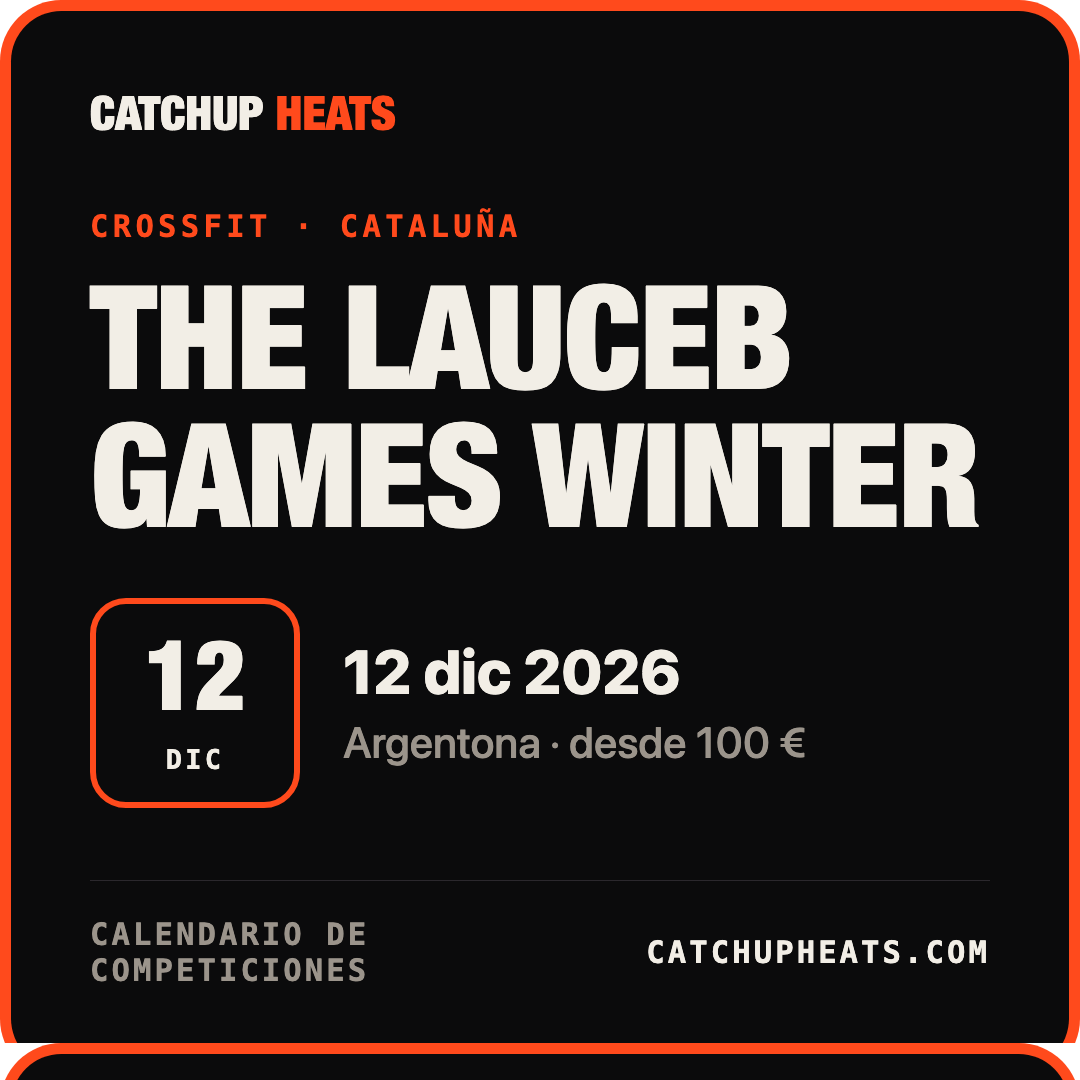 CATCHUP HEATS
CROSSFIT · CATALUÑA
THE LAUCEB
GAMES WINTER
12
DIC
12 dic 2026
Argentona · desde 100 €
CALENDARIO DE
COMPETICIONES
CATCHUPHEATS.COM